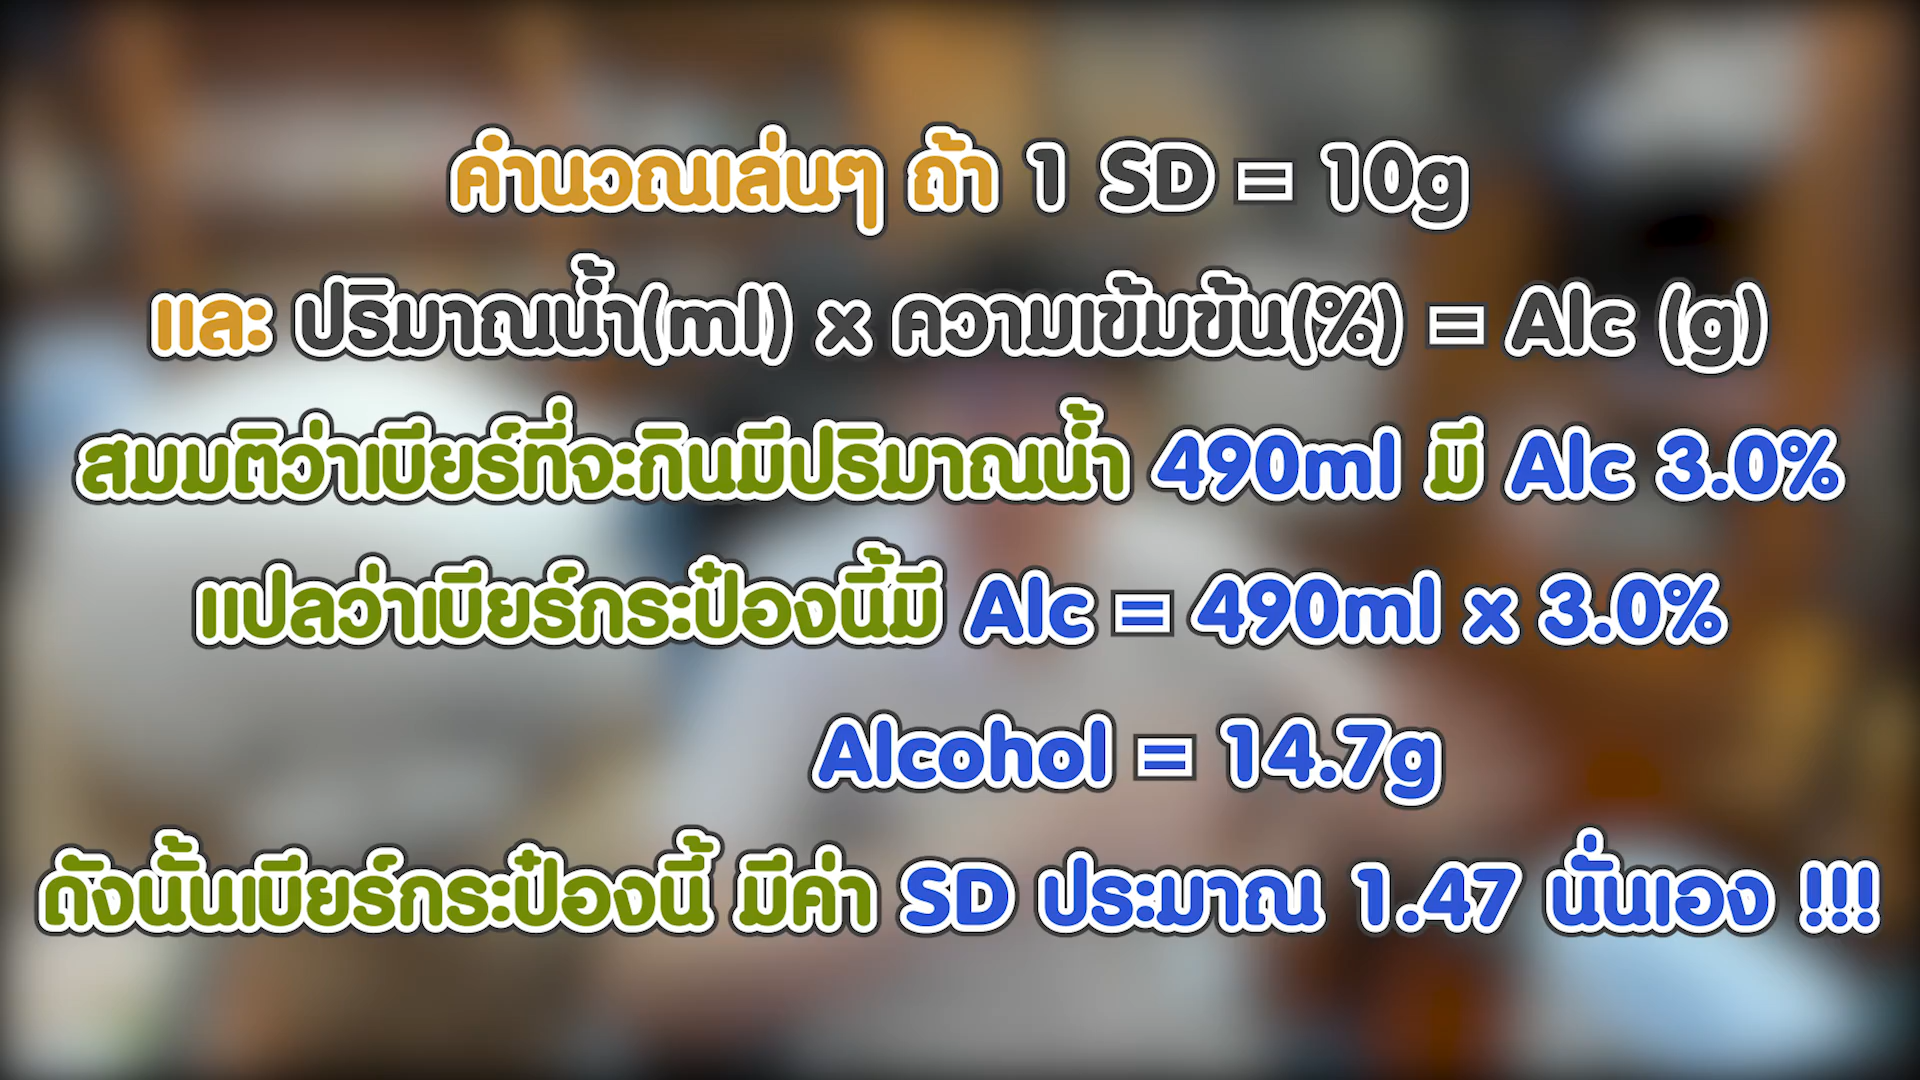 คำนวณเล่นๆ ถ้า 1 SD = 10g
และ ปริมาณน้ำ(ml) x ความเข้มข้น(%) = Alc (g)
สมมติว่าเบียร์ที่จะกินมีปริมาณน้ำ 490ml มี Alc 3.0%
แปลว่าเบียร์กระป๋องนี้มี Alc = 490ml x 3.0%
Alcohol = 14.7g
ดังนั้นเบียร์กระป๋องนี้ มีค่า SD ประมาณ 1.47 นั่นเอง !!!